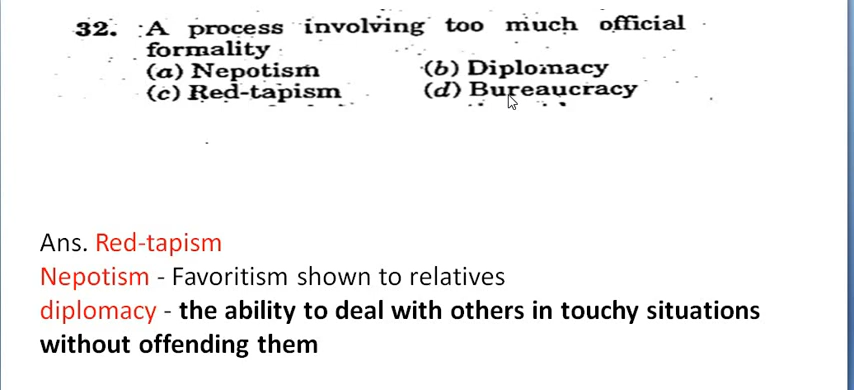 32. A process involving too much official
formality
(a) Nepotism (b) Diplomacy
(c) Red-tapism (d) Bureaucracy
Ans. Red-tapism
Nepotism - Favoritism shown to relatives
diplomacy - the ability to deal with others in touchy situations
without offending them